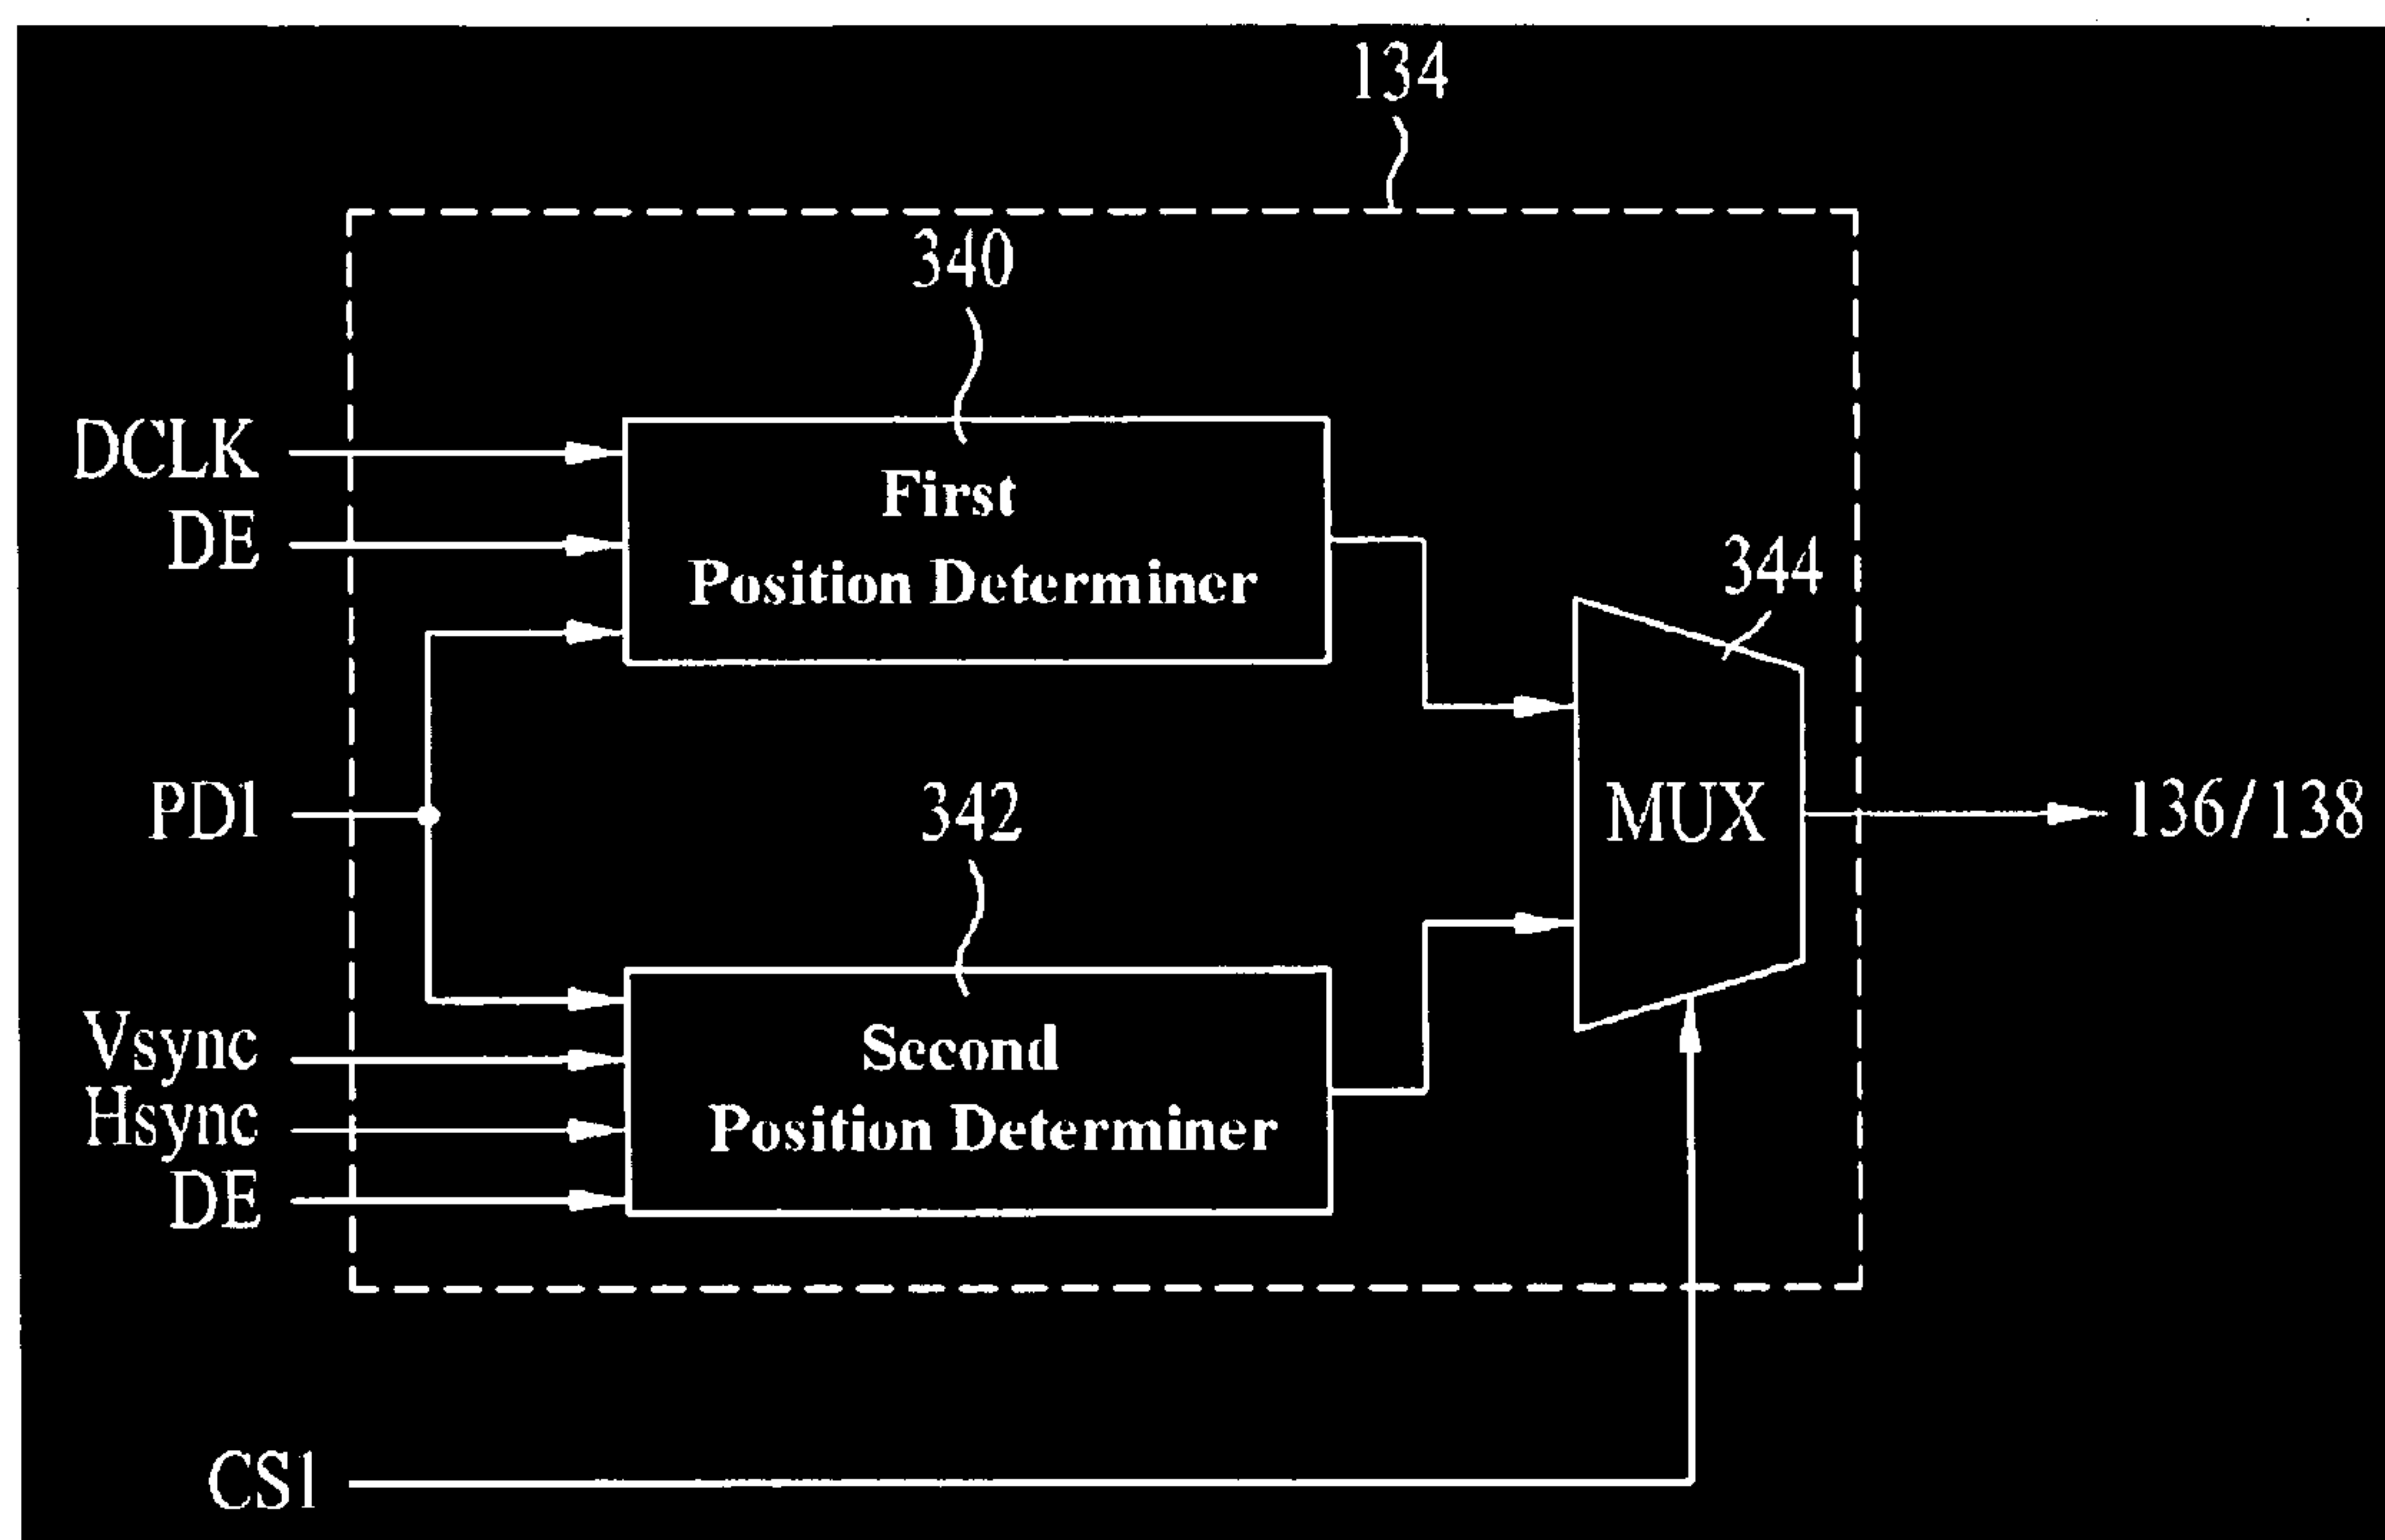 134
340
DCLK
First
DE
Position Determiner
344
PD1
342
MUX
136/138
Vsync
Second
Hsync
Position Determiner
DE
CS1